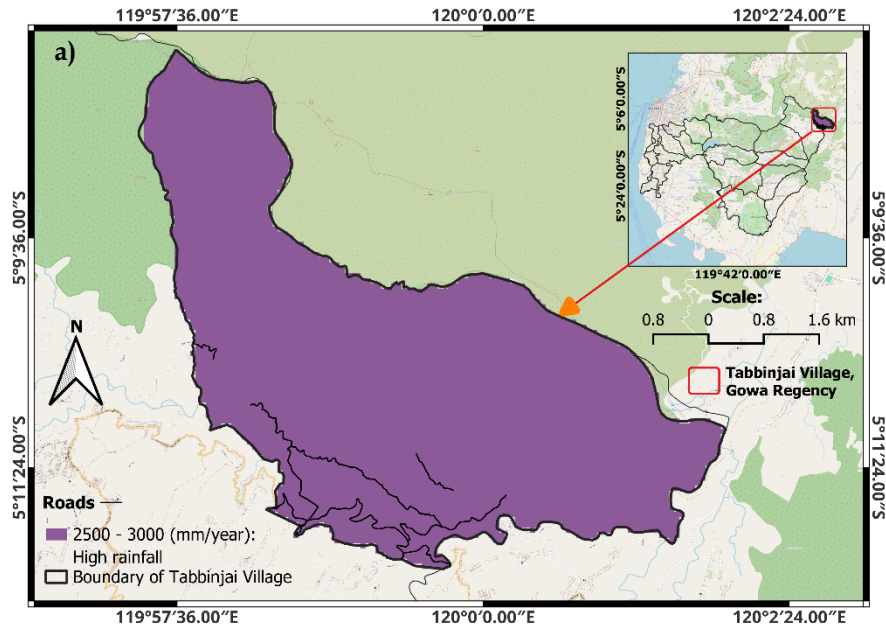 119°57′36.00″E 120°0′0.00″E 120°2′24.00″E
a)
5°6′0.00″S
5°24′0.00″S
119°42′0.00″E
5°9′36.00″S
5°9′36.00″S
Scale:
0.8 0 0.8 1.6 km
N
Tabbinjai Village,
Gowa Regency
5°11′24.00″S
5°11′24.00″S
Roads
2500 - 3000 (mm/year):
High rainfall
Boundary of Tabbinjai Village
119°57′36.00″E 120°0′0.00″E 120°2′24.00″E